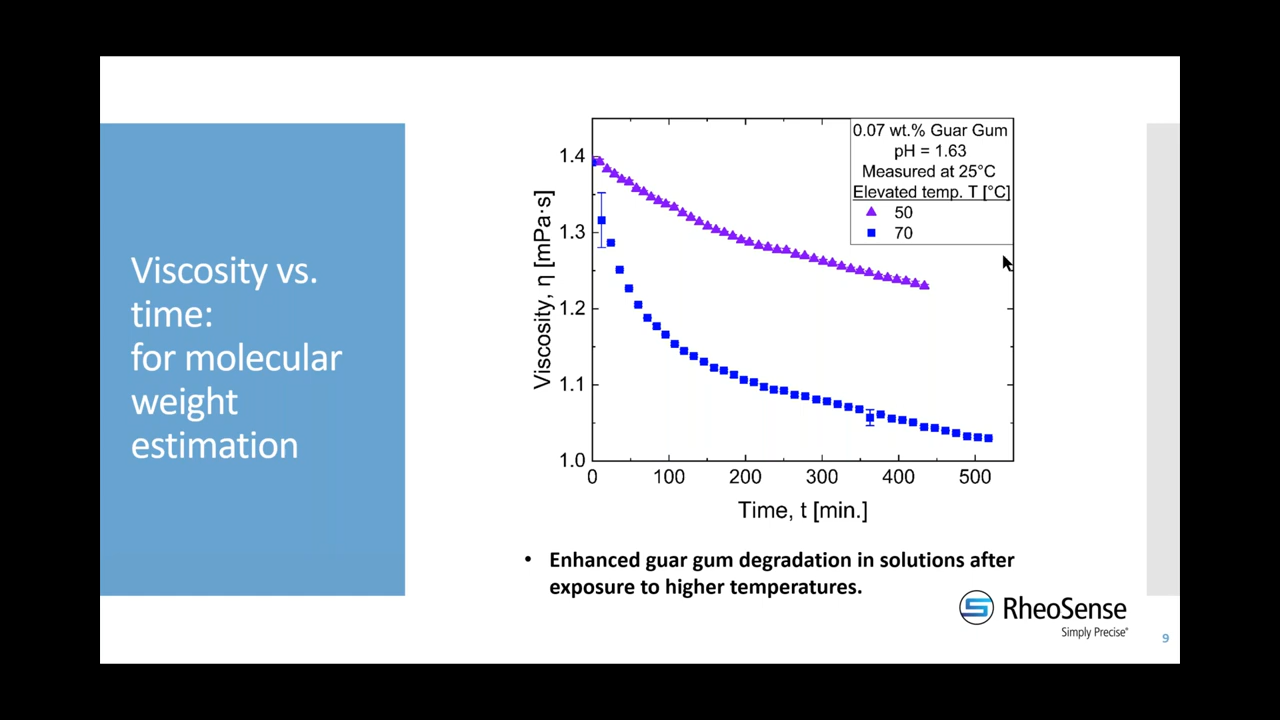 Viscosity vs.
time:
for molecular
weight
estimation
Viscosity, η [mPa·s]
1.4
1.3
1.2
1.1
1.0
0 100 200 300 400 500
Time, t [min.]
0.07 wt.% Guar Gum
pH = 1.63
Measured at 25°C
Elevated temp. T [°C]
50
70
• Enhanced guar gum degradation in solutions after
exposure to higher temperatures.
RheoSense
Simply Precise®
9